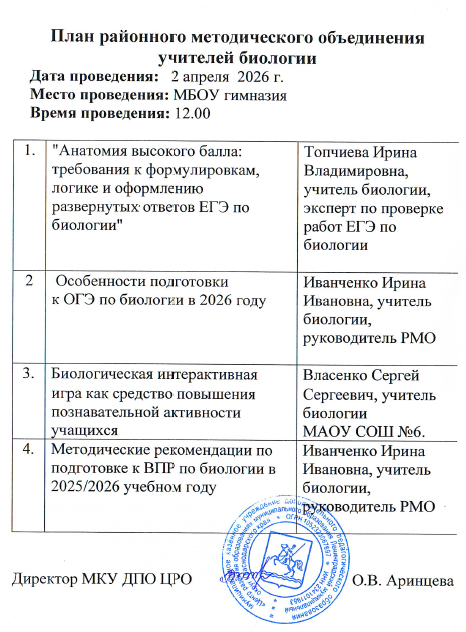 План районного методического объединения
учителей биологии
Дата проведения: 2 апреля 2026 г.
Место проведения: МБОУ гимназия
Время проведения: 12.00
1.
"Анатомия высокого балла:
требования к формулировкам,
логике и оформлению
развернутых ответов ЕГЭ по
биологии"
Топчиева Ирина
Владимировна,
учитель биологии,
эксперт по проверке
работ ЕГЭ по
биологии
2
Особенности подготовки
к ОГЭ по биологии в 2026 году
Иванченко Ирина
Ивановна, учитель
биологии,
руководитель РМО
3.
Биологическая интерактивная
игра как средство повышения
познавательной активности
учащихся
Власенко Сергей
Сергеевич, учитель
биологии
МАОУ СОШ №6.
4.
Методические рекомендации по
подготовке к ВПР по биологии в
2025/2026 учебном году
Иванченко Ирина
Ивановна, учитель
биологии,
руководитель РМО
Директор МКУ ДПО ЦРО
О.В. Аринцева